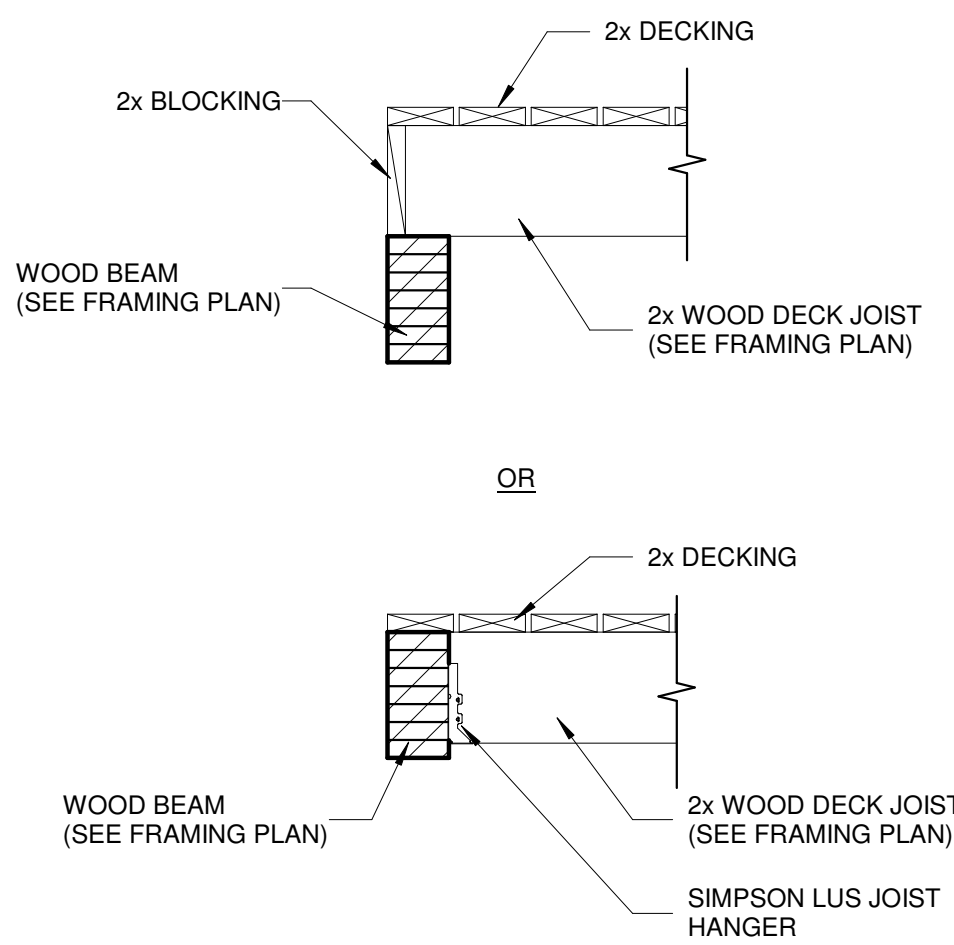 2x DECKING
2x BLOCKING
WOOD BEAM
(SEE FRAMING PLAN)
2x WOOD DECK JOIST
(SEE FRAMING PLAN)
OR
2x DECKING
WOOD BEAM
(SEE FRAMING PLAN)
2x WOOD DECK JOIST
(SEE FRAMING PLAN)
SIMPSON LUS JOIST
HANGER